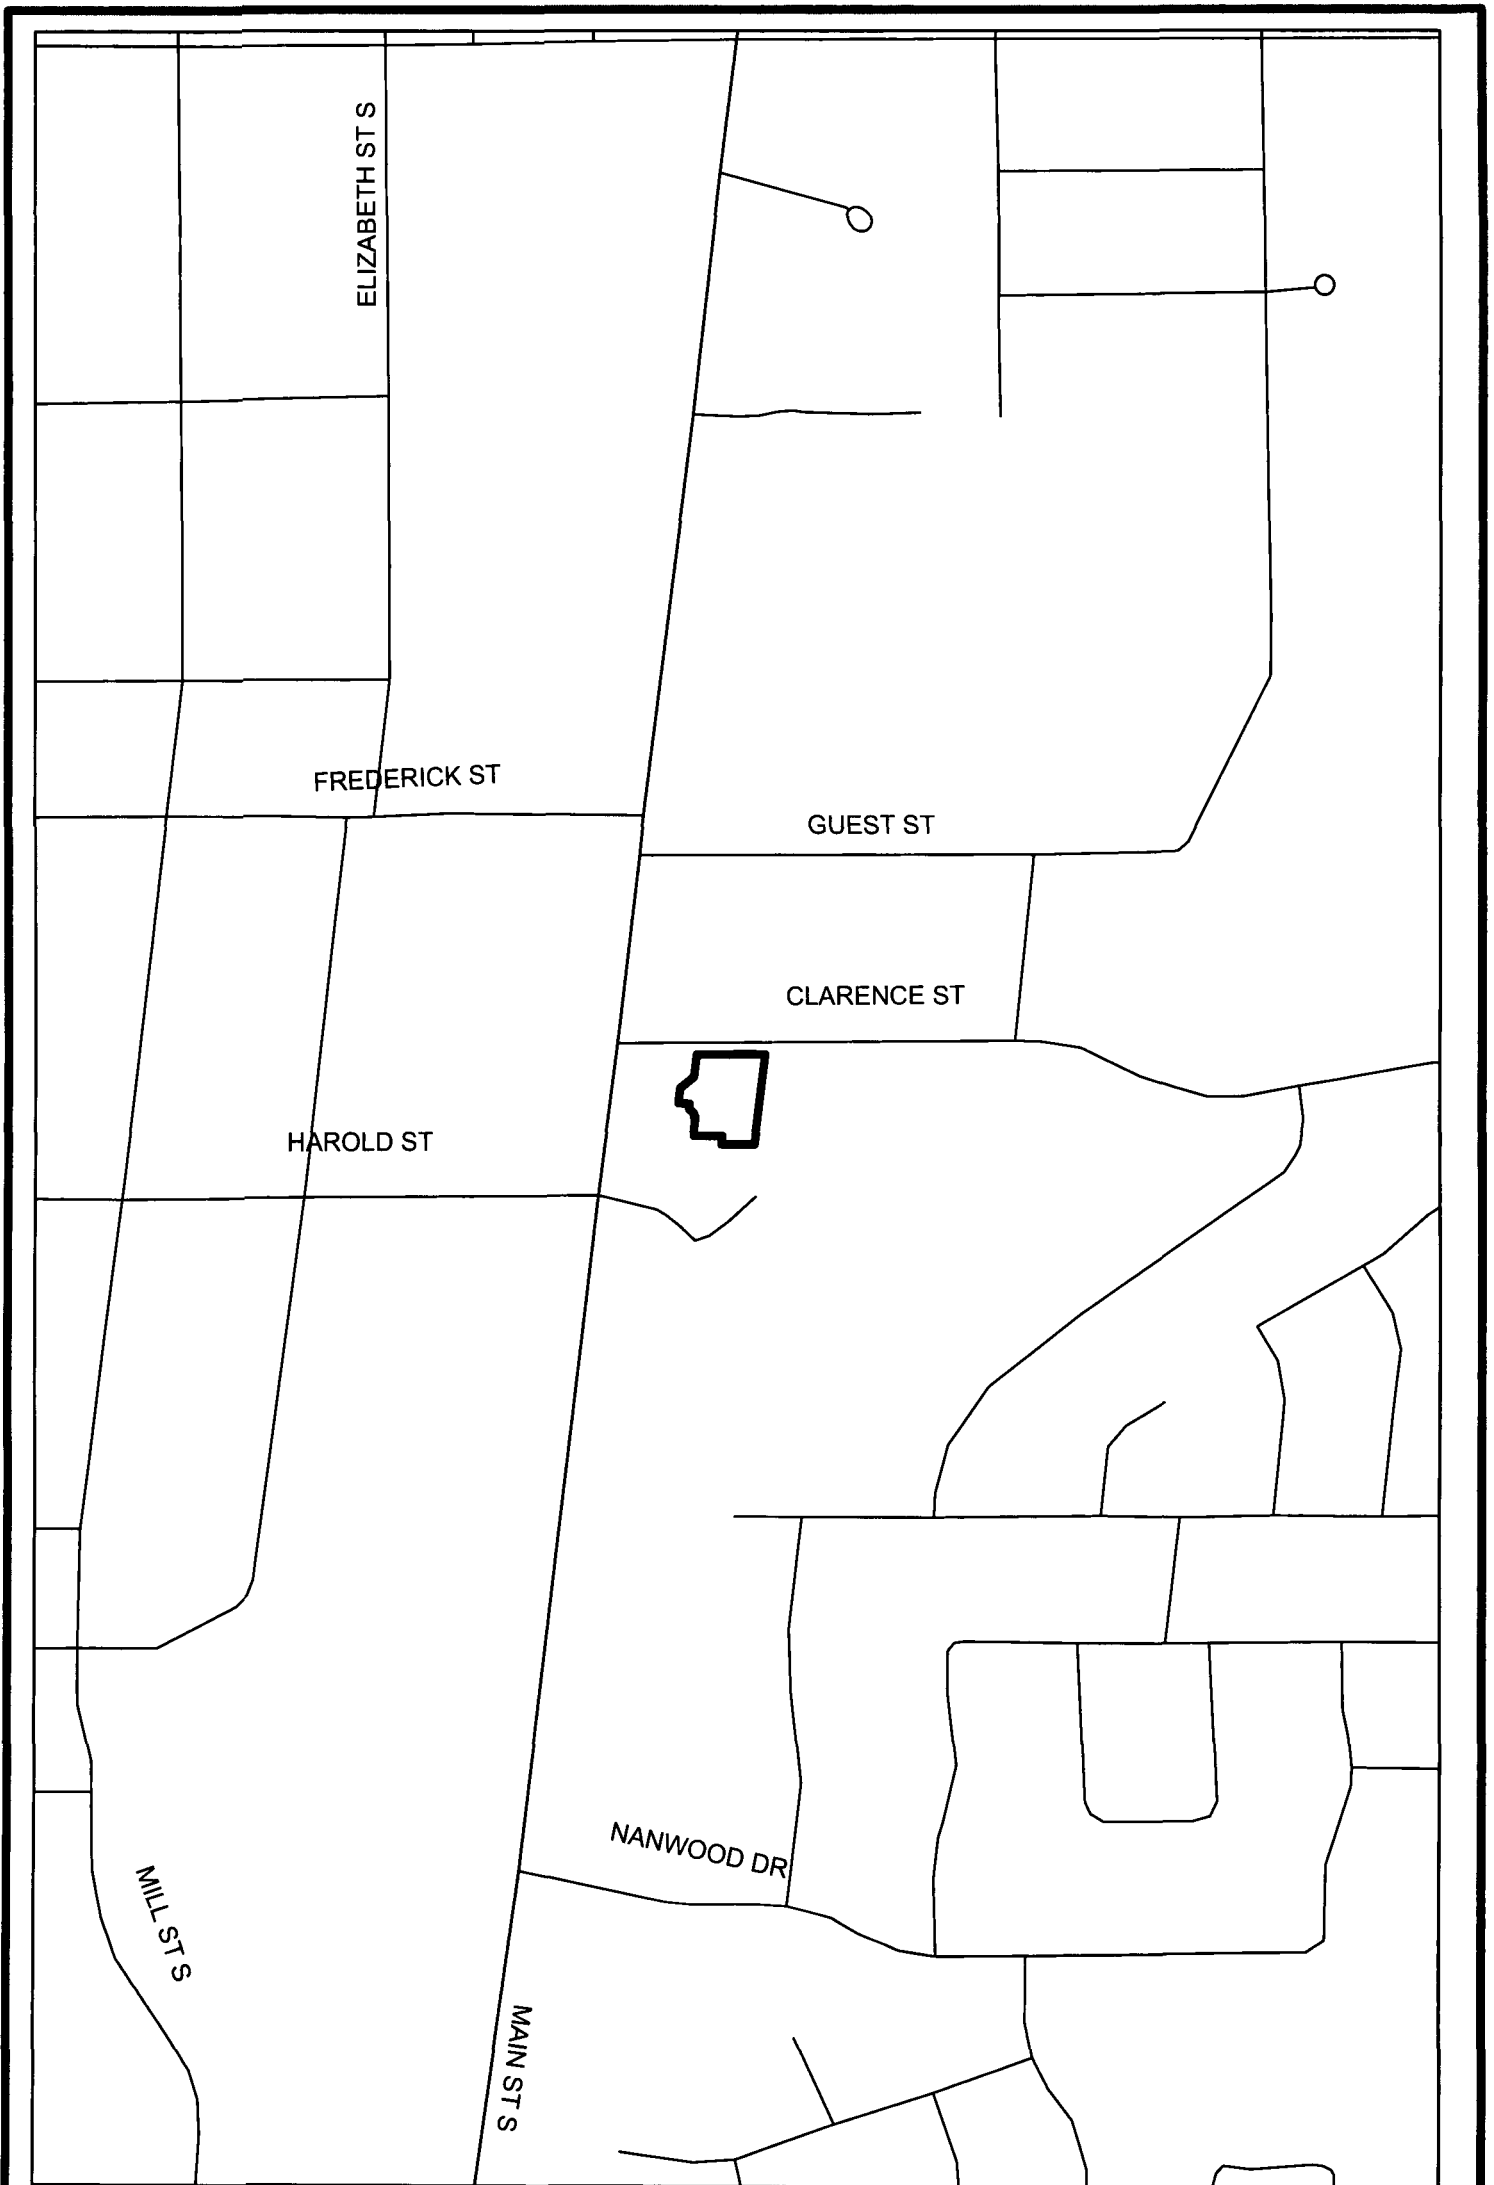 ELIZABETH ST S
FREDERICK ST
GUEST ST
CLARENCE ST
HAROLD ST
NANWOOD DR
MILL ST S
MAIN ST S